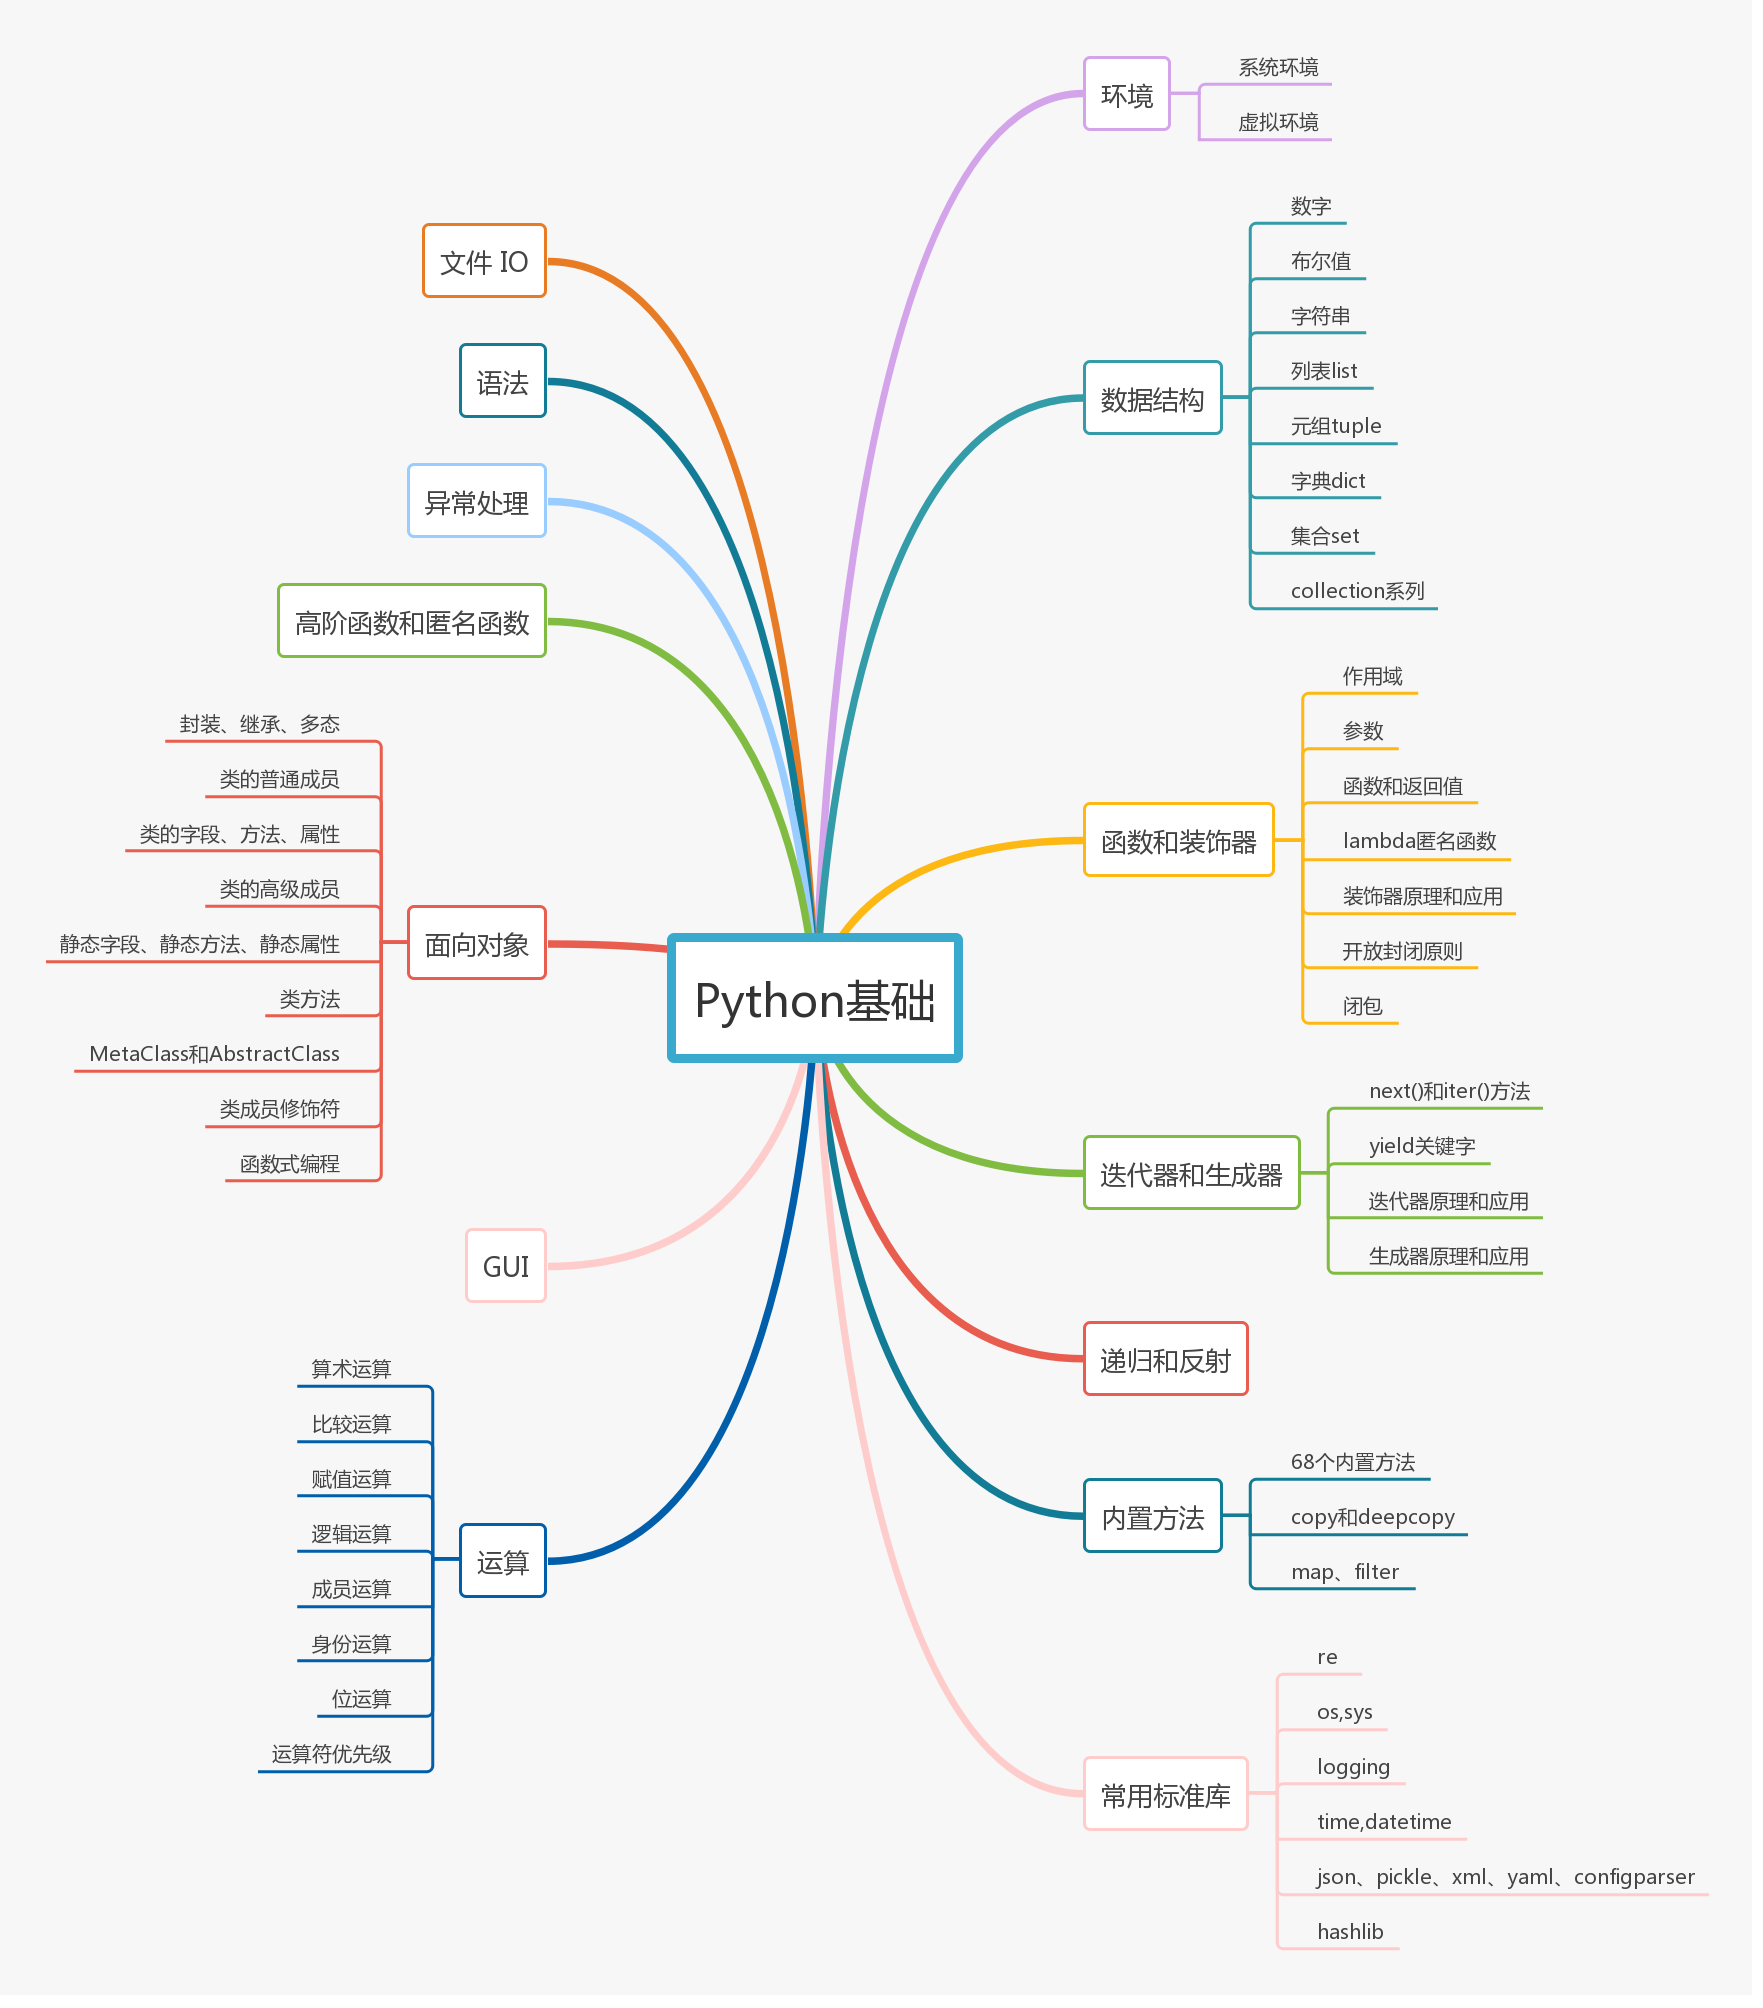 Python基础
环境
系统环境
虚拟环境
数据结构
数字
布尔值
字符串
列表list
元组tuple
字典dict
集合set
collection系列
函数和装饰器
作用域
参数
函数和返回值
lambda匿名函数
装饰器原理和应用
开放封闭原则
闭包
迭代器和生成器
next()和iter()方法
yield关键字
迭代器原理和应用
生成器原理和应用
递归和反射
内置方法
68个内置方法
copy和deepcopy
map、filter
常用标准库
re
os,sys
logging
time,datetime
json、pickle、xml、yaml、configparser
hashlib
文件 IO
语法
异常处理
高阶函数和匿名函数
面向对象
封装、继承、多态
类的普通成员
类的字段、方法、属性
类的高级成员
静态字段、静态方法、静态属性
类方法
MetaClass和AbstractClass
类成员修饰符
函数式编程
GUI
运算
算术运算
比较运算
赋值运算
逻辑运算
成员运算
身份运算
位运算
运算符优先级